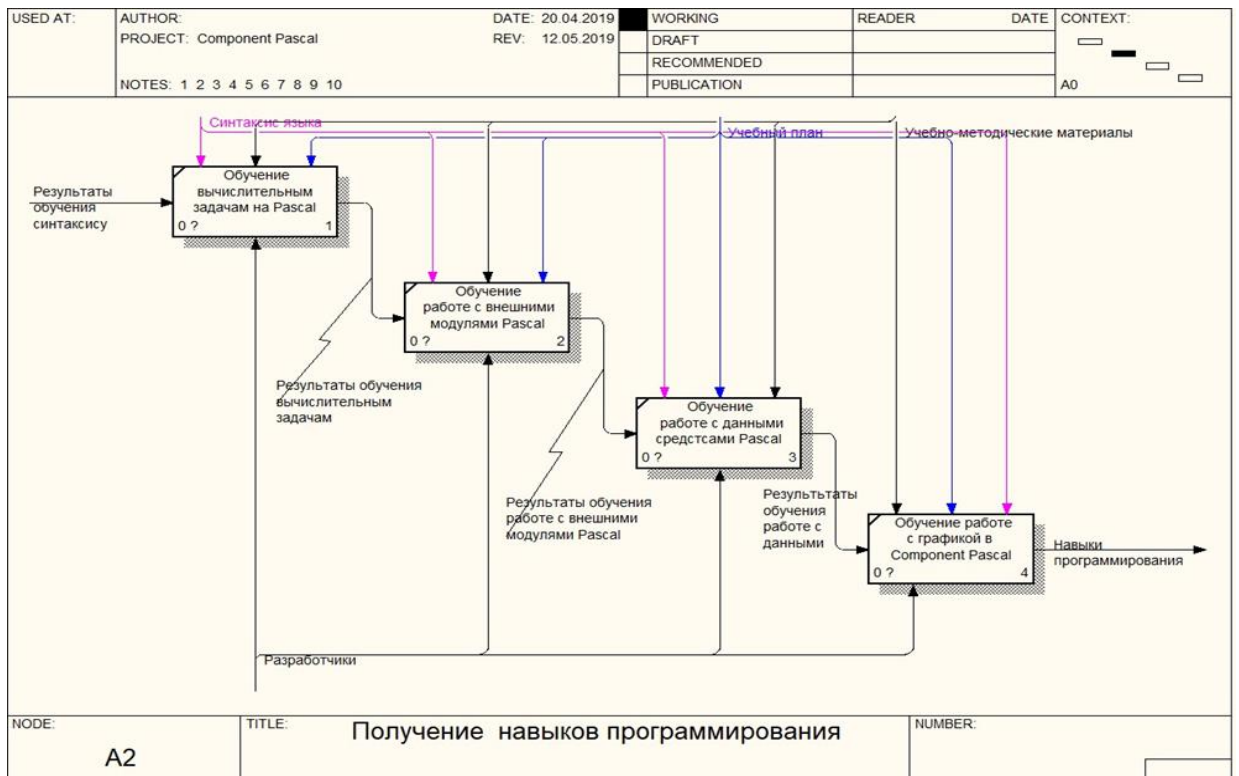 USED AT:
AUTHOR:
DATE: 20.04.2019
PROJECT: Component Pascal
REV: 12.05.2019
NOTES: 1 2 3 4 5 6 7 8 9 10
WORKING
DRAFT
RECOMMENDED
PUBLICATION
READER
DATE
CONTEXT:
A0
Синтаксис языка
Учебный план
Учебно-методические материалы
Результаты
обучения
синтаксису
Обучение
вычислительным
задачам на Pascal
0 ?
1
Обучение
работе с внешними
модулями Pascal
0 ?
2
Результаты обучения
вычислительным
задачам
Обучение
работе с данными
средстсами Pascal
0 ?
3
Результаты обучения
работе с внешними
модулями Pascal
Результьтаты
обучения
работе с
данными
Обучение работе
с графикой в
Component Pascal
0 ?
4
Навыки
программирования
Разработчики
NODE:
A2
TITLE:
Получение навыков программирования
NUMBER: